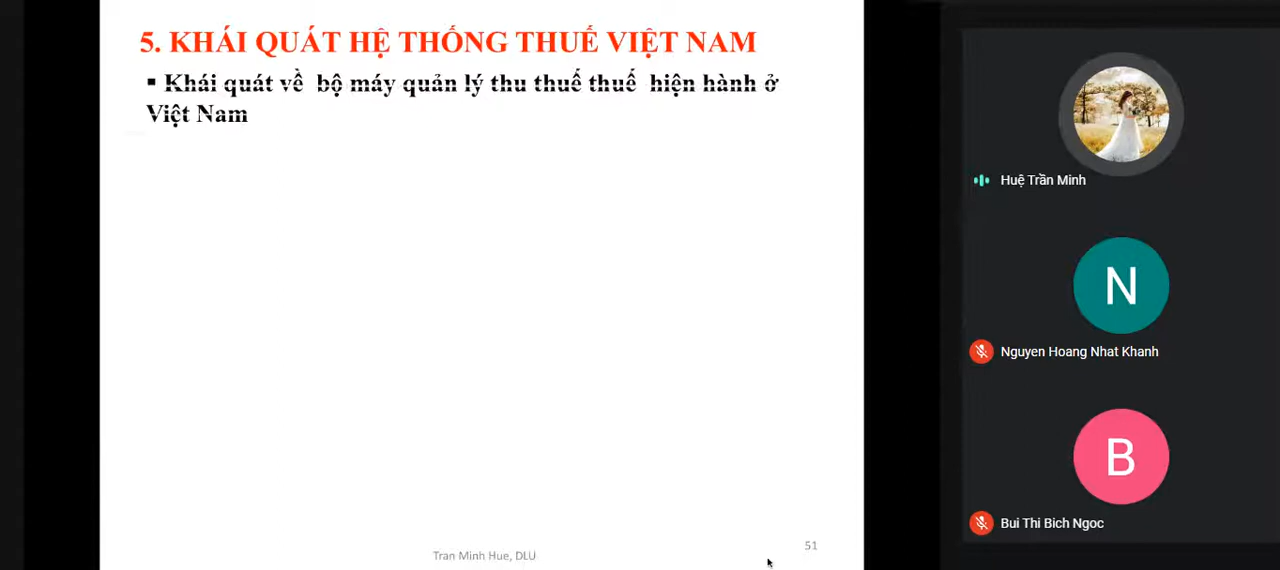 5. KHÁI QUÁT HỆ THỐNG THUẾ VIỆT NAM
▪ Khái quát về bộ máy quản lý thu thuế thuế hiện hành ở
Việt Nam
Tran Minh Hue, DLU
51
Huệ Trần Minh
N
Nguyen Hoang Nhat Khanh
B
Bui Thi Bich Ngoc